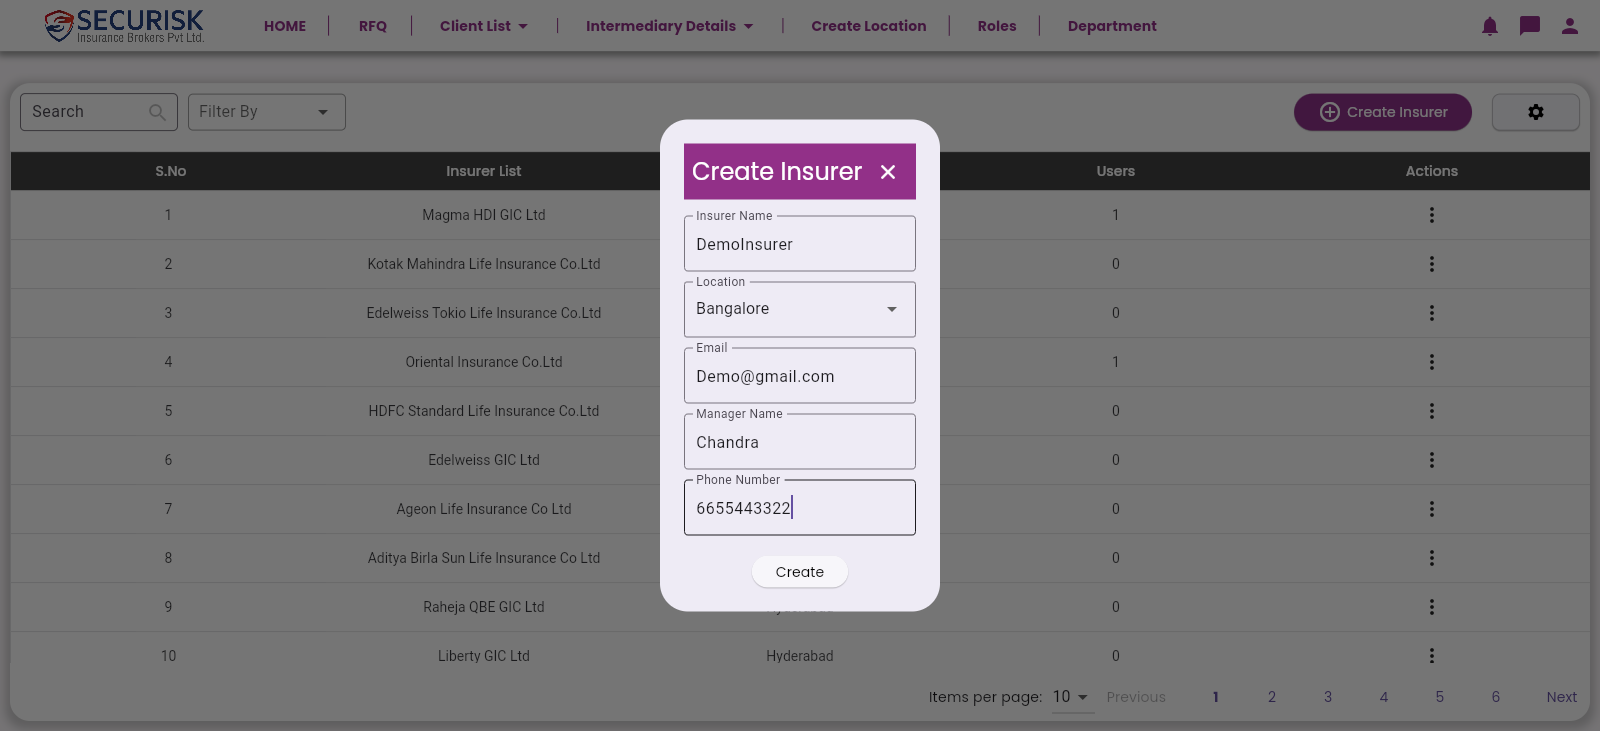 SECURISK
Insurance Brokers Pvt Ltd.
HOME RFQ Client List Intermediary Details Create Location Roles Department
Search Filter By Create Insurer
S.No Insurer List Users Actions
1 Magma HDI GIC Ltd 1
2 Kotak Mahindra Life Insurance Co.Ltd 0
3 Edelweiss Tokio Life Insurance Co.Ltd 0
4 Oriental Insurance Co.Ltd 1
5 HDFC Standard Life Insurance Co.Ltd 0
6 Edelweiss GIC Ltd 0
7 Ageon Life Insurance Co Ltd 0
8 Aditya Birla Sun Life Insurance Co Ltd 0
9 Raheja QBE GIC Ltd 0
10 Liberty GIC Ltd Hyderabad 0
Items per page: 10 Previous 1 2 3 4 5 6 Next
Create Insurer
Insurer Name
DemoInsurer
Location
Bangalore
Email
Demo@gmail.com
Manager Name
Chandra
Phone Number
6655443322
Create